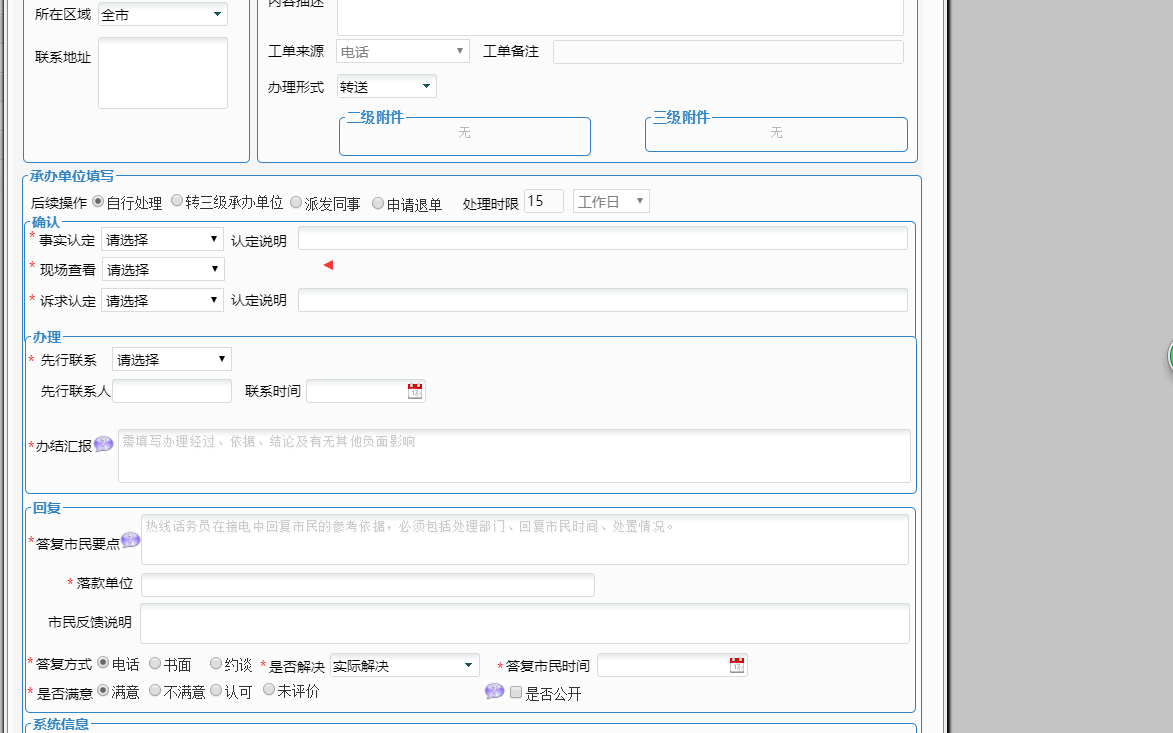 所在区域 全市
内容描述
联系地址
工单来源 电话 工单备注
办理形式 转送
二级附件 三级附件
无 无
承办单位填写
后续操作 自行处理 转三级承办单位 派发同事 申请退单 处理时限 15 工作日
确认
* 事实认定 请选择 认定说明
* 现场查看 请选择
* 诉求认定 请选择 认定说明
办理
* 先行联系 请选择
先行联系人 联系时间
*办结汇报 需填写办理经过、依据、结论及有无其他负面影响
回复
*答复市民要点 热线话务员在接电中回复市民的参考依据，必须包括处理部门、回复市民时间、处置情况。
* 落款单位
市民反馈说明
* 答复方式 电话 书面 约谈 * 是否解决 实际解决 * 答复市民时间
* 是否满意 满意 不满意 认可 未评价 是否公开
系统信息